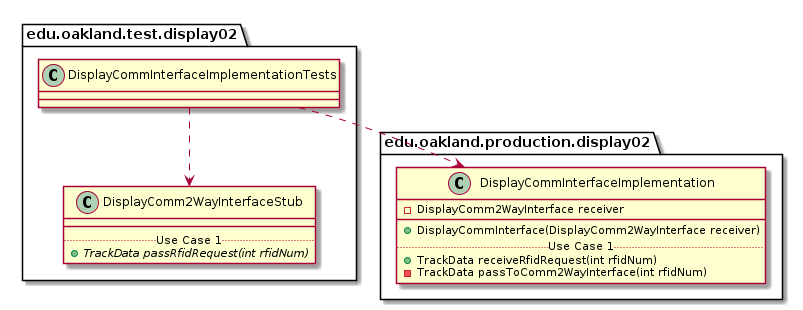 edu.oakland.test.display02
C DisplayCommInterfaceImplementationTests
C DisplayComm2WayInterfaceStub
Use Case 1
TrackData passRfidRequest(int rfidNum)
edu.oakland.production.display02
C DisplayCommInterfaceImplementation
DisplayComm2WayInterface receiver
DisplayCommInterface(DisplayComm2WayInterface receiver)
Use Case 1
TrackData receiveRfidRequest(int rfidNum)
TrackData passToComm2WayInterface(int rfidNum)